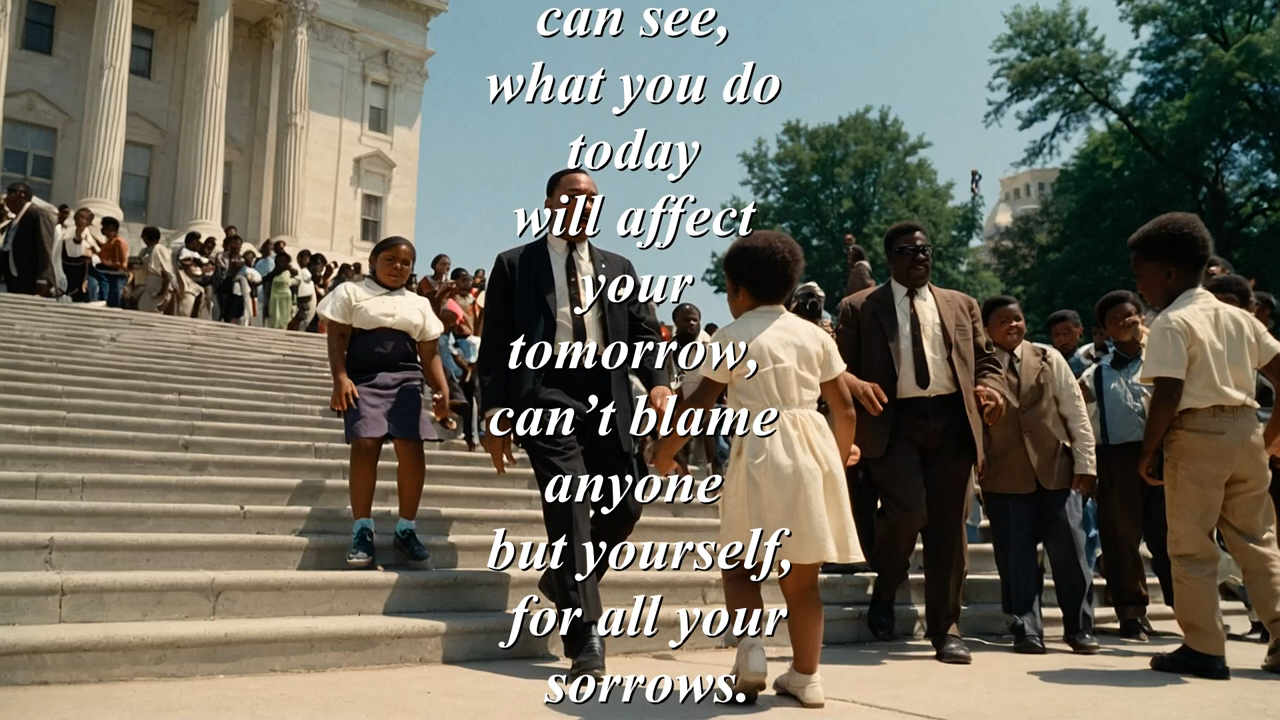 can see,
what you do
today
will affect
your
tomorrow,
can’t blame
anyone
but yourself,
for all your
sorrows.